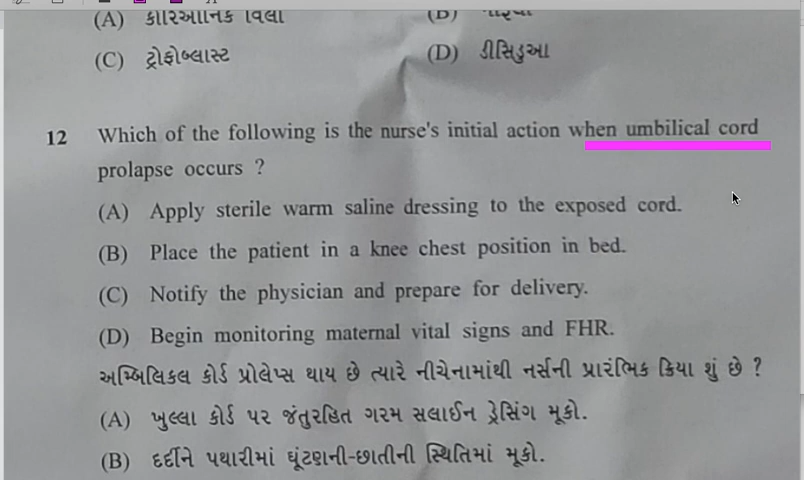 (A) કોરિઓનિક વિલી (B)
(C) ટ્રોફોબ્લાસ્ટ (D) ડીસિડુઆ
12 Which of the following is the nurse's initial action when umbilical cord
prolapse occurs ?
(A) Apply sterile warm saline dressing to the exposed cord.
(B) Place the patient in a knee chest position in bed.
(C) Notify the physician and prepare for delivery.
(D) Begin monitoring maternal vital signs and FHR.
અમ્બિલિકલ કોર્ડ પ્રોલેપ્સ થાય છે ત્યારે નીચેનામાંથી નર્સની પ્રારંભિક ક્રિયા શું છે ?
(A) ખુલ્લા કોર્ડ પર જંતુરહિત ગરમ સલાઈન ડ્રેસિંગ મૂકો.
(B) દર્દીને પથારીમાં ઘૂંટણની-છાતીની સ્થિતિમાં મૂકો.